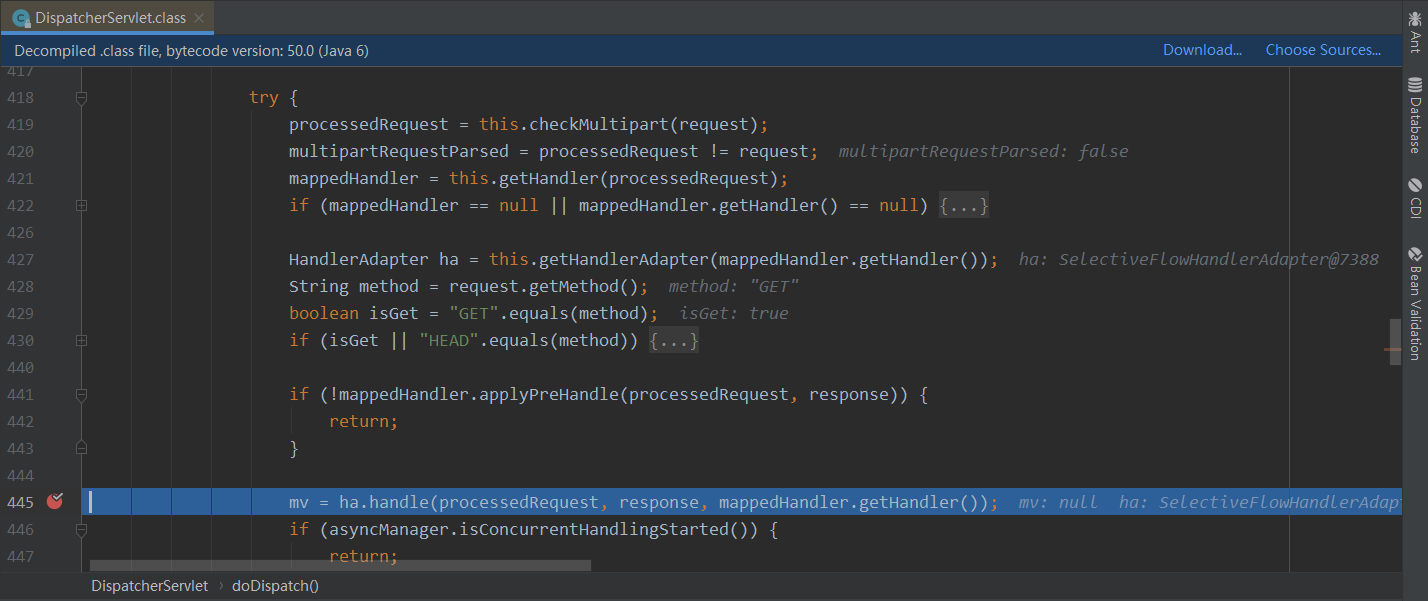 DispatcherServlet.class
Decompiled .class file, bytecode version: 50.0 (Java 6) Download... Choose Sources...
417
418 try {
419 processedRequest = this.checkMultipart(request);
420 multipartRequestParsed = processedRequest != request; multipartRequestParsed: false
421 mappedHandler = this.getHandler(processedRequest);
422 if (mappedHandler == null || mappedHandler.getHandler() == null) {...}
426
427 HandlerAdapter ha = this.getHandlerAdapter(mappedHandler.getHandler()); ha: SelectiveFlowHandlerAdapter@7388
428 String method = request.getMethod(); method: "GET"
429 boolean isGet = "GET".equals(method); isGet: true
430 if (isGet || "HEAD".equals(method)) {...}
440
441 if (!mappedHandler.applyPreHandle(processedRequest, response)) {
442 return;
443 }
444
445 mv = ha.handle(processedRequest, response, mappedHandler.getHandler()); mv: null ha: SelectiveFlowHandlerAdapt
446 if (asyncManager.isConcurrentHandlingStarted()) {
447 return;
DispatcherServlet › doDispatch()
Ant
Database
CDI
Bean Validation